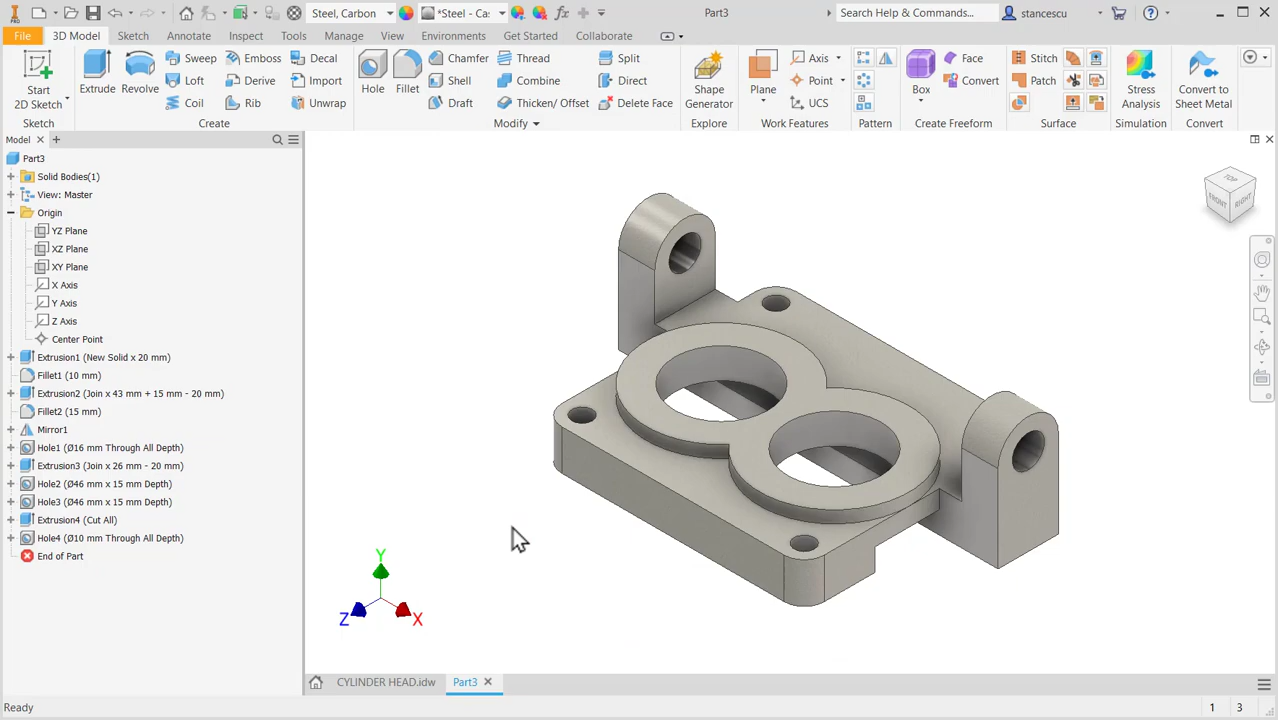 PRO
Steel, Carbon
*Steel - Ca:
Part3
Search Help & Commands...
stancescu
File
3D Model
Sketch
Annotate
Inspect
Tools
Manage
View
Environments
Get Started
Collaborate
Start
2D Sketch
Extrude
Revolve
Sweep
Loft
Coil
Emboss
Derive
Rib
Decal
Import
Unwrap
Hole
Fillet
Chamfer
Shell
Draft
Thread
Combine
Thicken/ Offset
Split
Direct
Delete Face
Shape
Generator
Plane
Axis
Point
UCS
Box
Face
Convert
Stitch
Patch
Stress
Analysis
Convert to
Sheet Metal
Sketch
Create
Modify
Explore
Work Features
Pattern
Create Freeform
Surface
Simulation
Convert
Model
Part3
Solid Bodies(1)
View: Master
Origin
YZ Plane
XZ Plane
XY Plane
X Axis
Y Axis
Z Axis
Center Point
Extrusion1 (New Solid x 20 mm)
Fillet1 (10 mm)
Extrusion2 (Join x 43 mm + 15 mm - 20 mm)
Fillet2 (15 mm)
Mirror1
Hole1 (Ø16 mm Through All Depth)
Extrusion3 (Join x 26 mm - 20 mm)
Hole2 (Ø46 mm x 15 mm Depth)
Hole3 (Ø46 mm x 15 mm Depth)
Extrusion4 (Cut All)
Hole4 (Ø10 mm Through All Depth)
End of Part
TOP
FRONT
RIGHT
Y
Z
X
CYLINDER HEAD.idw
Part3
Ready
1
3